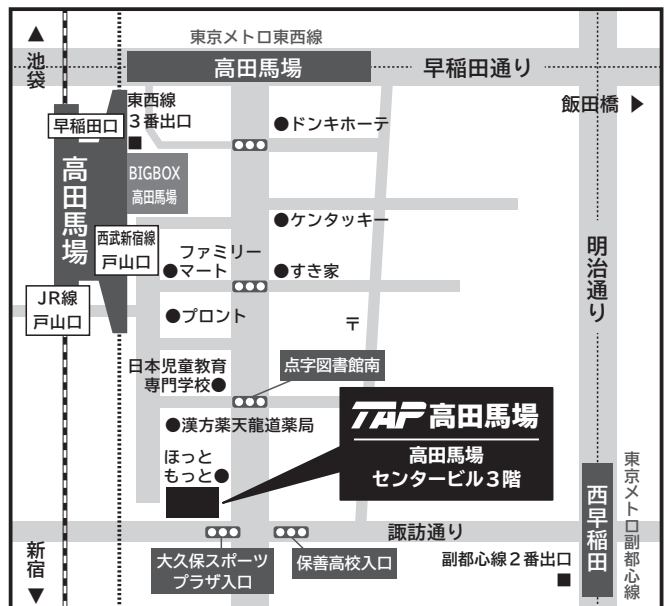 東京メトロ東西線
▲
池袋
高田馬場
早稲田通り
飯田橋 ▶
早稲田口
東西線
3番出口
■
●ドンキホーテ
高田馬場
BIGBOX
高田馬場
●ケンタッキー
西武新宿線
戸山口
ファミリー
●マート
●すき家
明治通り
JR線
戸山口
●プロント
〒
日本児童教育
専門学校●
点字図書館南
TAP 高田馬場
高田馬場
センタービル3階
●漢方薬天龍道薬局
ほっと
もっと●
西早稲田
東京メトロ副都心線
諏訪通り
新宿
▼
大久保スポーツ
プラザ入口
保善高校入口
副都心線2番出口
■